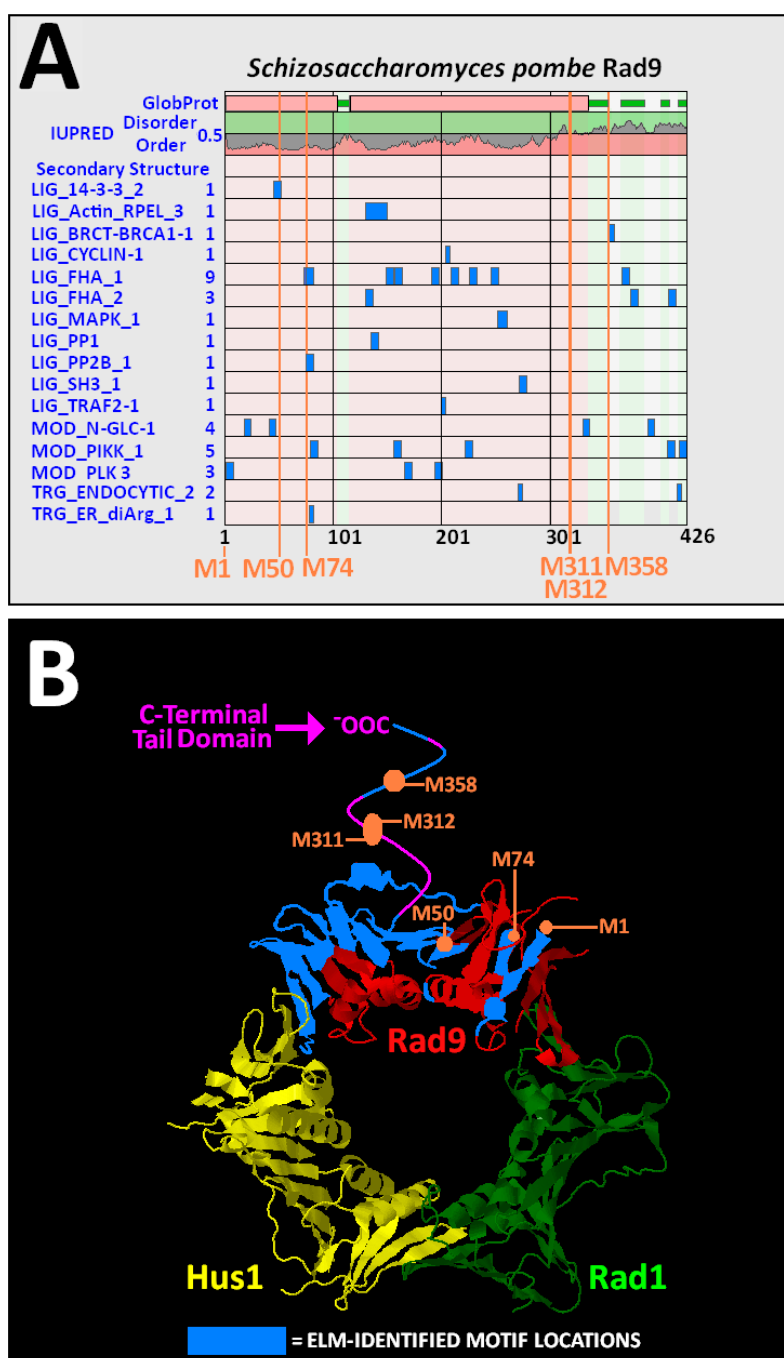 A
Schizosaccharomyces pombe Rad9
GlobProt
IUPRED Disorder 0.5
Order
Secondary Structure
LIG_14-3-3_2 1
LIG_Actin_RPEL_3 1
LIG_BRCT-BRCA1-1 1
LIG_CYCLIN-1 1
LIG_FHA_1 9
LIG_FHA_2 3
LIG_MAPK_1 1
LIG_PP1 1
LIG_PP2B_1 1
LIG_SH3_1 1
LIG_TRAF2-1 1
MOD_N-GLC-1 4
MOD_PIKK_1 5
MOD_PLK 3 3
TRG_ENDOCYTIC_2 2
TRG_ER_diArg_1 1
1 101 201 301 426
M1 M50 M74 M311 M358
M312
B
C-Terminal
Tail Domain
⁻OOC
M358
M312
M311
M74
M50
M1
Rad9
Hus1
Rad1
= ELM-IDENTIFIED MOTIF LOCATIONS